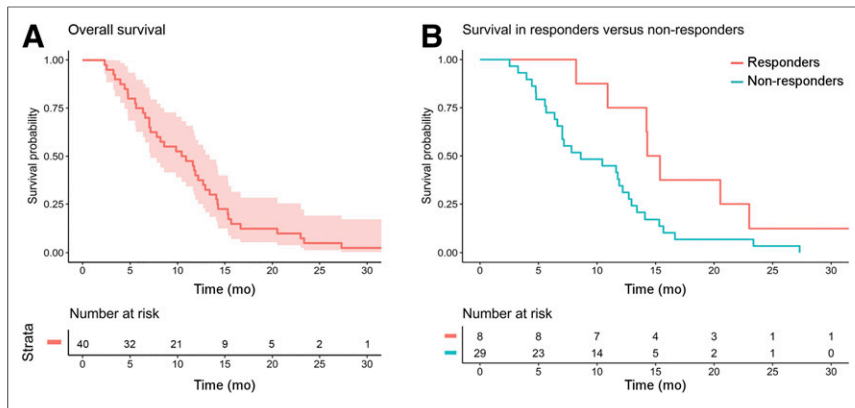 A Overall survival
1.00
0.75
0.50
0.25
0.00
Survival probability
0 5 10 15 20 25 30
Time (mo)
Number at risk
Strata
40 32 21 9 5 2 1
0 5 10 15 20 25 30
Time (mo)
B Survival in responders versus non-responders
Responders
Non-responders
1.00
0.75
0.50
0.25
0.00
Survival probability
0 5 10 15 20 25 30
Time (mo)
Number at risk
8 8 7 4 3 1 1
29 23 14 5 2 1 0
0 5 10 15 20 25 30
Time (mo)